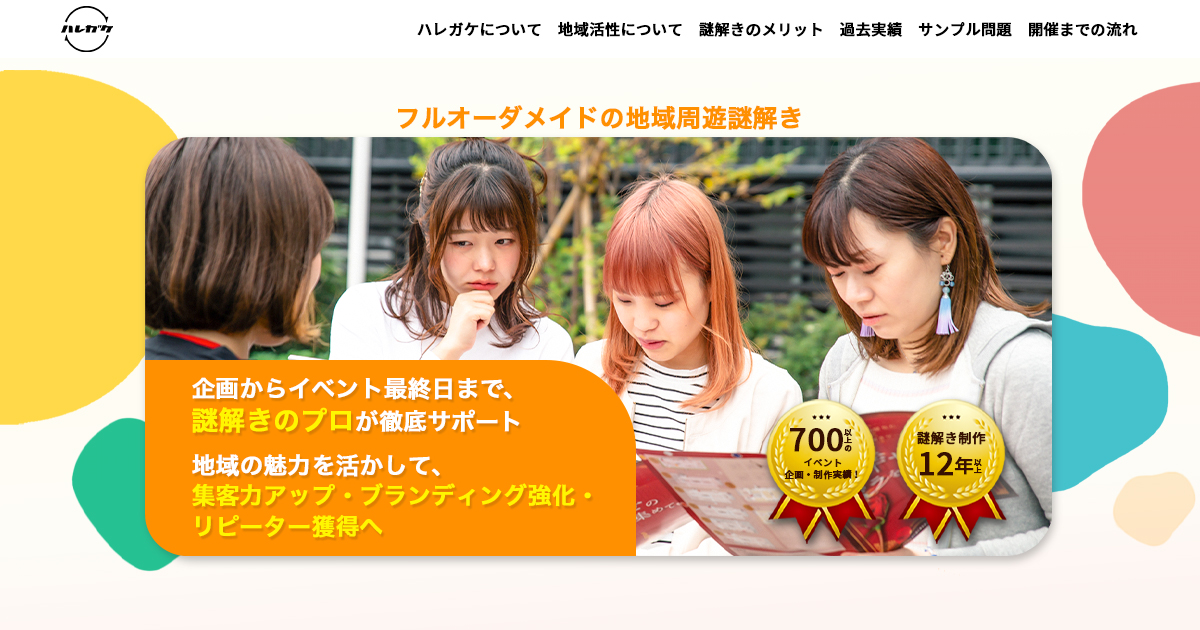 ハレガケ
ハレガケについて 地域活性について 謎解きのメリット 過去実績 サンプル問題 開催までの流れ
フルオーダメイドの地域周遊謎解き
企画からイベント最終日まで、
謎解きのプロが徹底サポート
地域の魅力を活かして、
集客力アップ・ブランディング強化・
リピーター獲得へ
700以上の
イベント
企画・制作実績！
謎解き制作
12年以上